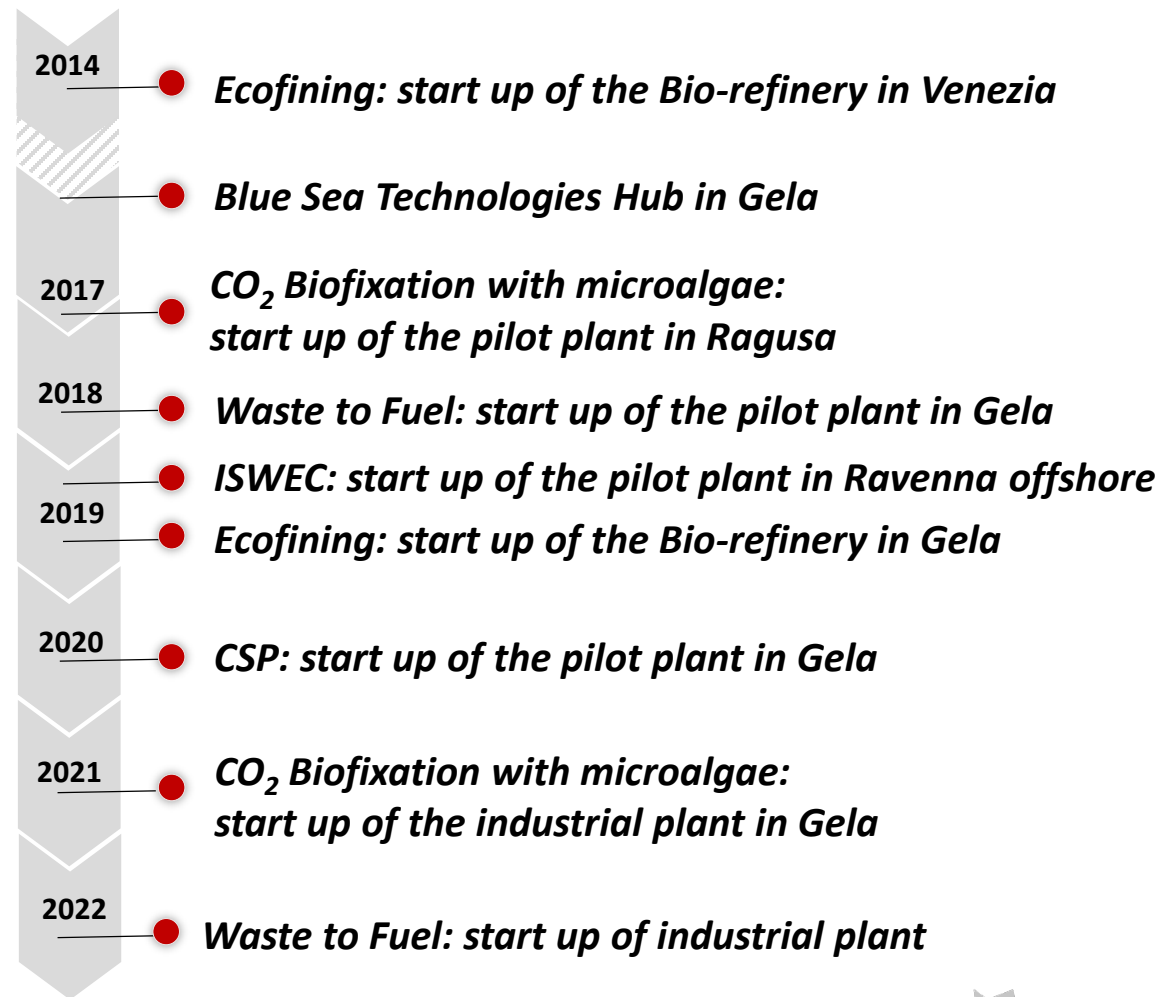 2014
Ecofining: start up of the Bio-refinery in Venezia
Blue Sea Technologies Hub in Gela
2017
CO₂ Biofixation with microalgae:
start up of the pilot plant in Ragusa
2018
Waste to Fuel: start up of the pilot plant in Gela
ISWEC: start up of the pilot plant in Ravenna offshore
2019
Ecofining: start up of the Bio-refinery in Gela
2020
CSP: start up of the pilot plant in Gela
2021
CO₂ Biofixation with microalgae:
start up of the industrial plant in Gela
2022
Waste to Fuel: start up of industrial plant